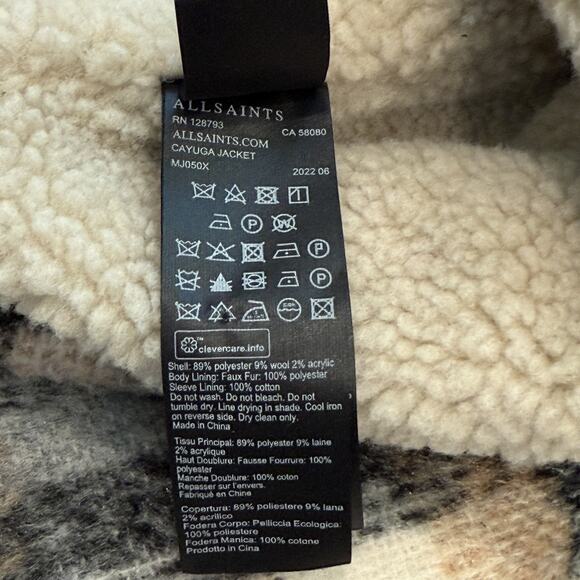 ALLSAINTS
RN 128793 CA 58080
ALLSAINTS.COM
CAYUGA JACKET
MJ050X 2022 06
P W
P
P
clevercare.info
Shell: 89% polyester 9% wool 2% acrylic
Body Lining: Faux Fur: 100% polyester
Sleeve Lining: 100% cotton
Do not wash. Do not bleach. Do not
tumble dry. Line drying in shade. Cool iron
on reverse side. Dry clean only.
Made in China
Tissu Principal: 89% polyester 9% laine
2% acrylique
Haut Doublure: Fausse Fourrure: 100%
polyester
Manche Doublure: 100% cotton
Repasser sur l'envers.
Fabriqué en Chine
Copertura: 89% poliestere 9% lana
2% acrilico
Fodera Corpo: Pelliccia Ecologica:
100% poliestere
Fodera Manica: 100% cotone
Prodotto in Cina